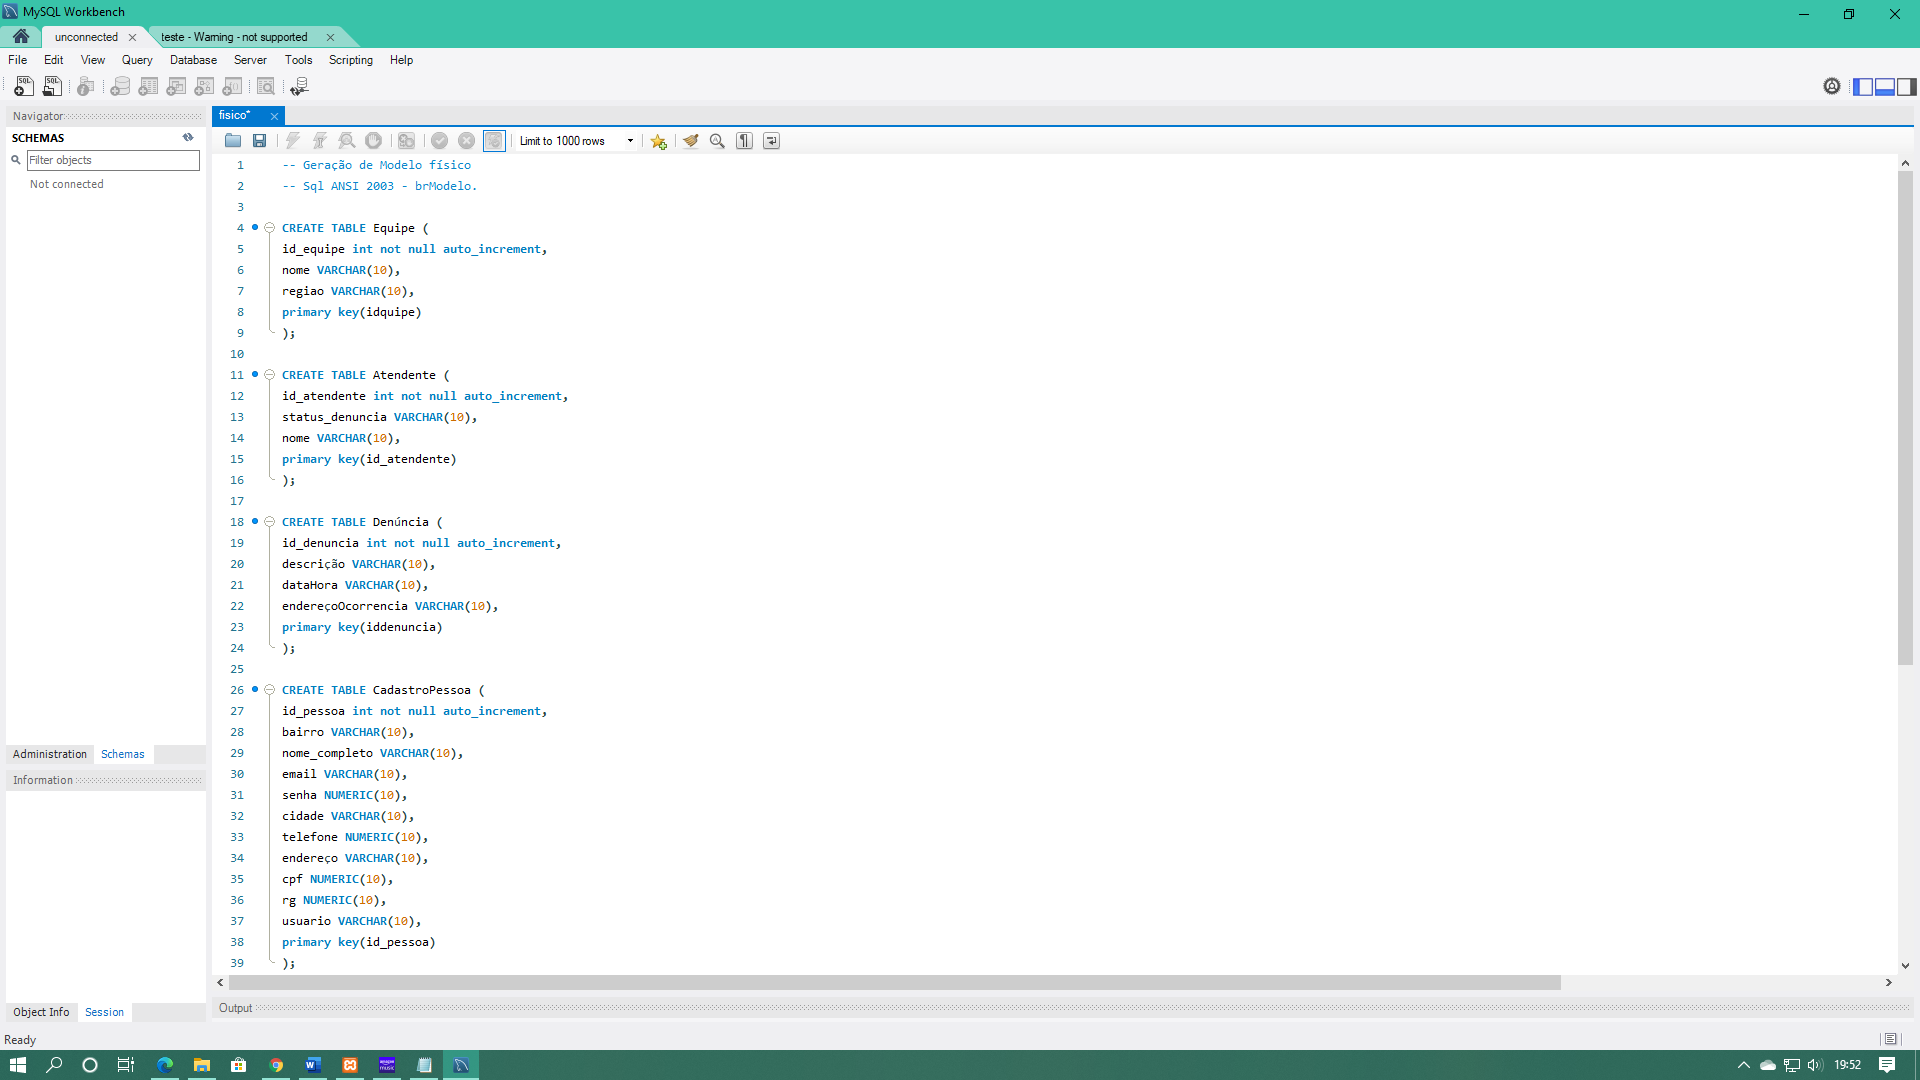 MySQL Workbench
unconnected
teste - Warning - not supported
File Edit View Query Database Server Tools Scripting Help
Navigator
fisico*
SCHEMAS
Limit to 1000 rows
Filter objects
Not connected
1 -- Geração de Modelo físico
2 -- Sql ANSI 2003 - brModelo.
3
4 CREATE TABLE Equipe (
5 id_equipe int not null auto_increment,
6 nome VARCHAR(10),
7 regiao VARCHAR(10),
8 primary key(idquipe)
9 );
10
11 CREATE TABLE Atendente (
12 id_atendente int not null auto_increment,
13 status_denuncia VARCHAR(10),
14 nome VARCHAR(10),
15 primary key(id_atendente)
16 );
17
18 CREATE TABLE Denúncia (
19 id_denuncia int not null auto_increment,
20 descrição VARCHAR(10),
21 dataHora VARCHAR(10),
22 endereçoOcorrencia VARCHAR(10),
23 primary key(iddenuncia)
24 );
25
26 CREATE TABLE CadastroPessoa (
27 id_pessoa int not null auto_increment,
28 bairro VARCHAR(10),
29 nome_completo VARCHAR(10),
30 email VARCHAR(10),
31 senha NUMERIC(10),
32 cidade VARCHAR(10),
33 telefone NUMERIC(10),
34 endereço VARCHAR(10),
35 cpf NUMERIC(10),
36 rg NUMERIC(10),
37 usuario VARCHAR(10),
38 primary key(id_pessoa)
39 );
Administration Schemas
Information
Object Info Session
Output
Ready
19:52